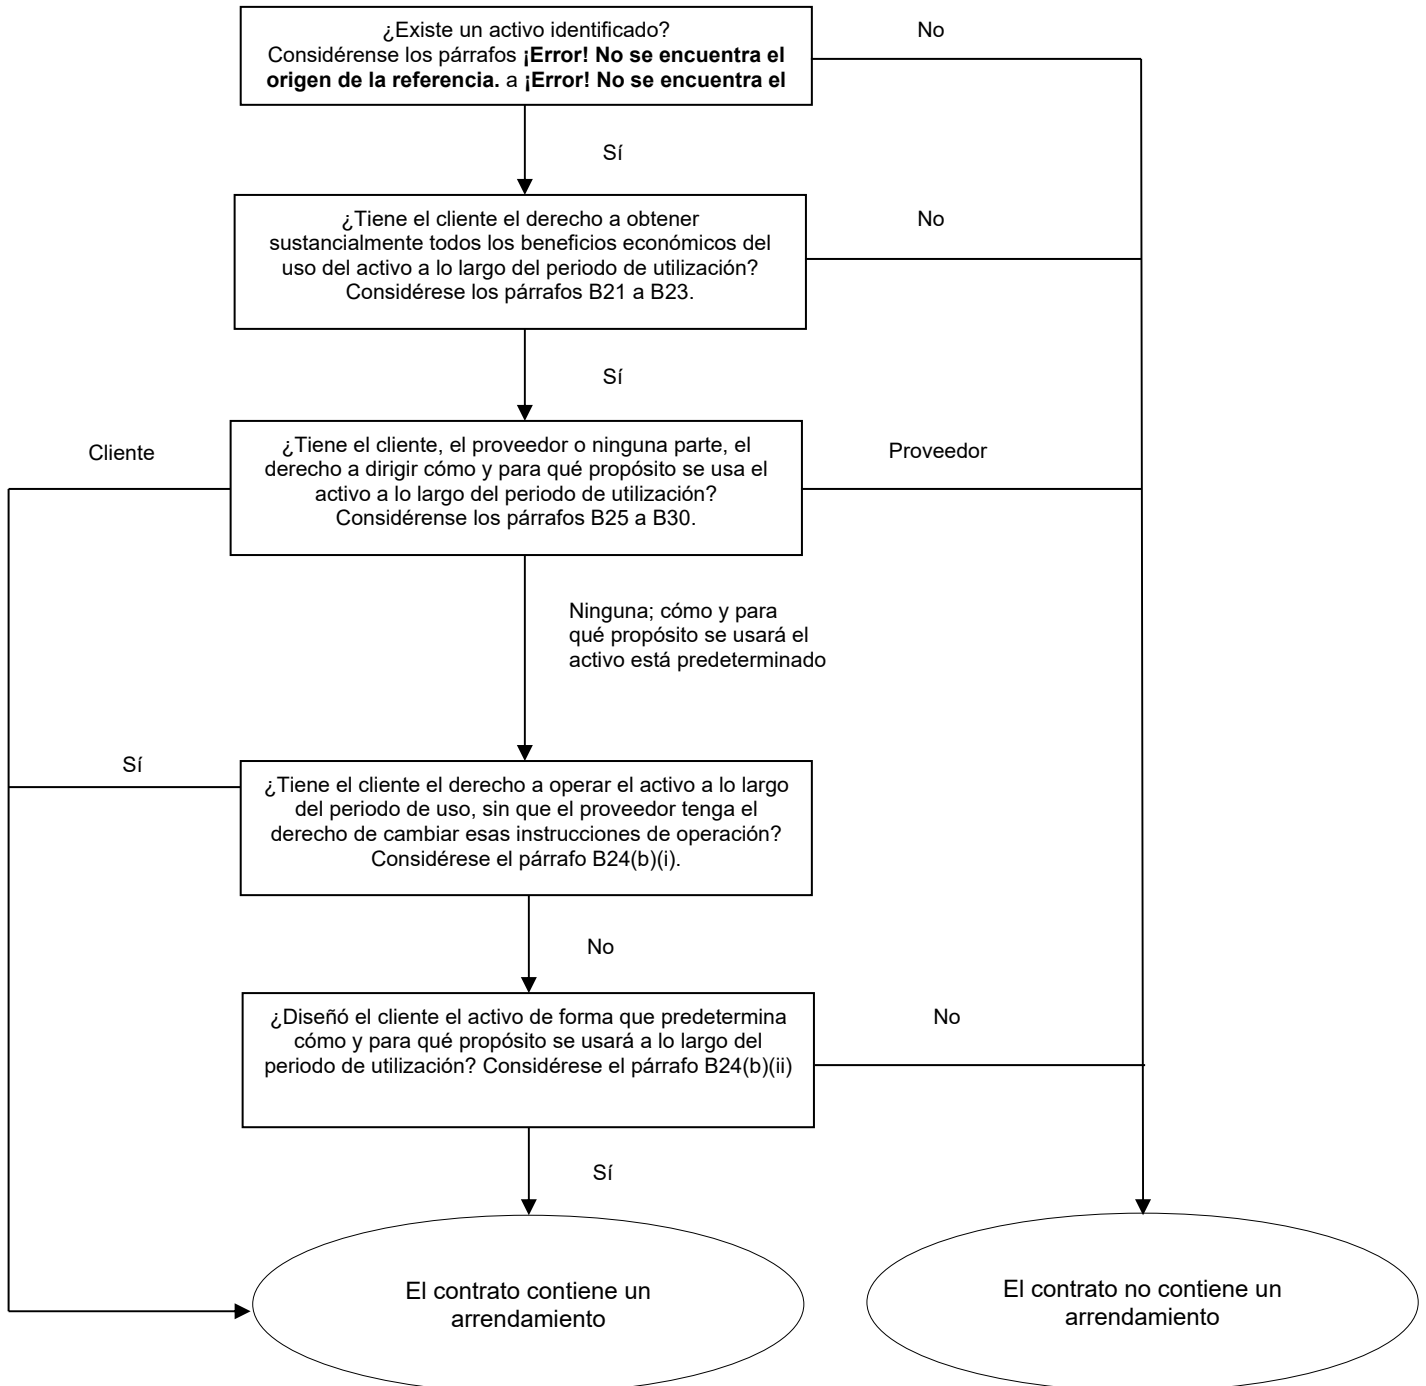 ¿Existe un activo identificado?
Considérense los párrafos ¡Error! No se encuentra el
origen de la referencia. a ¡Error! No se encuentra el
No
Sí
¿Tiene el cliente el derecho a obtener
sustancialmente todos los beneficios económicos del
uso del activo a lo largo del periodo de utilización?
Considérese los párrafos B21 a B23.
No
Sí
Cliente
¿Tiene el cliente, el proveedor o ninguna parte, el
derecho a dirigir cómo y para qué propósito se usa el
activo a lo largo del periodo de utilización?
Considérense los párrafos B25 a B30.
Proveedor
Ninguna; cómo y para
qué propósito se usará el
activo está predeterminado
Sí
¿Tiene el cliente el derecho a operar el activo a lo largo
del periodo de uso, sin que el proveedor tenga el
derecho de cambiar esas instrucciones de operación?
Considérese el párrafo B24(b)(i).
No
¿Diseñó el cliente el activo de forma que predetermina
cómo y para qué propósito se usará a lo largo del
periodo de utilización? Considérese el párrafo B24(b)(ii)
No
Sí
El contrato contiene un
arrendamiento
El contrato no contiene un
arrendamiento